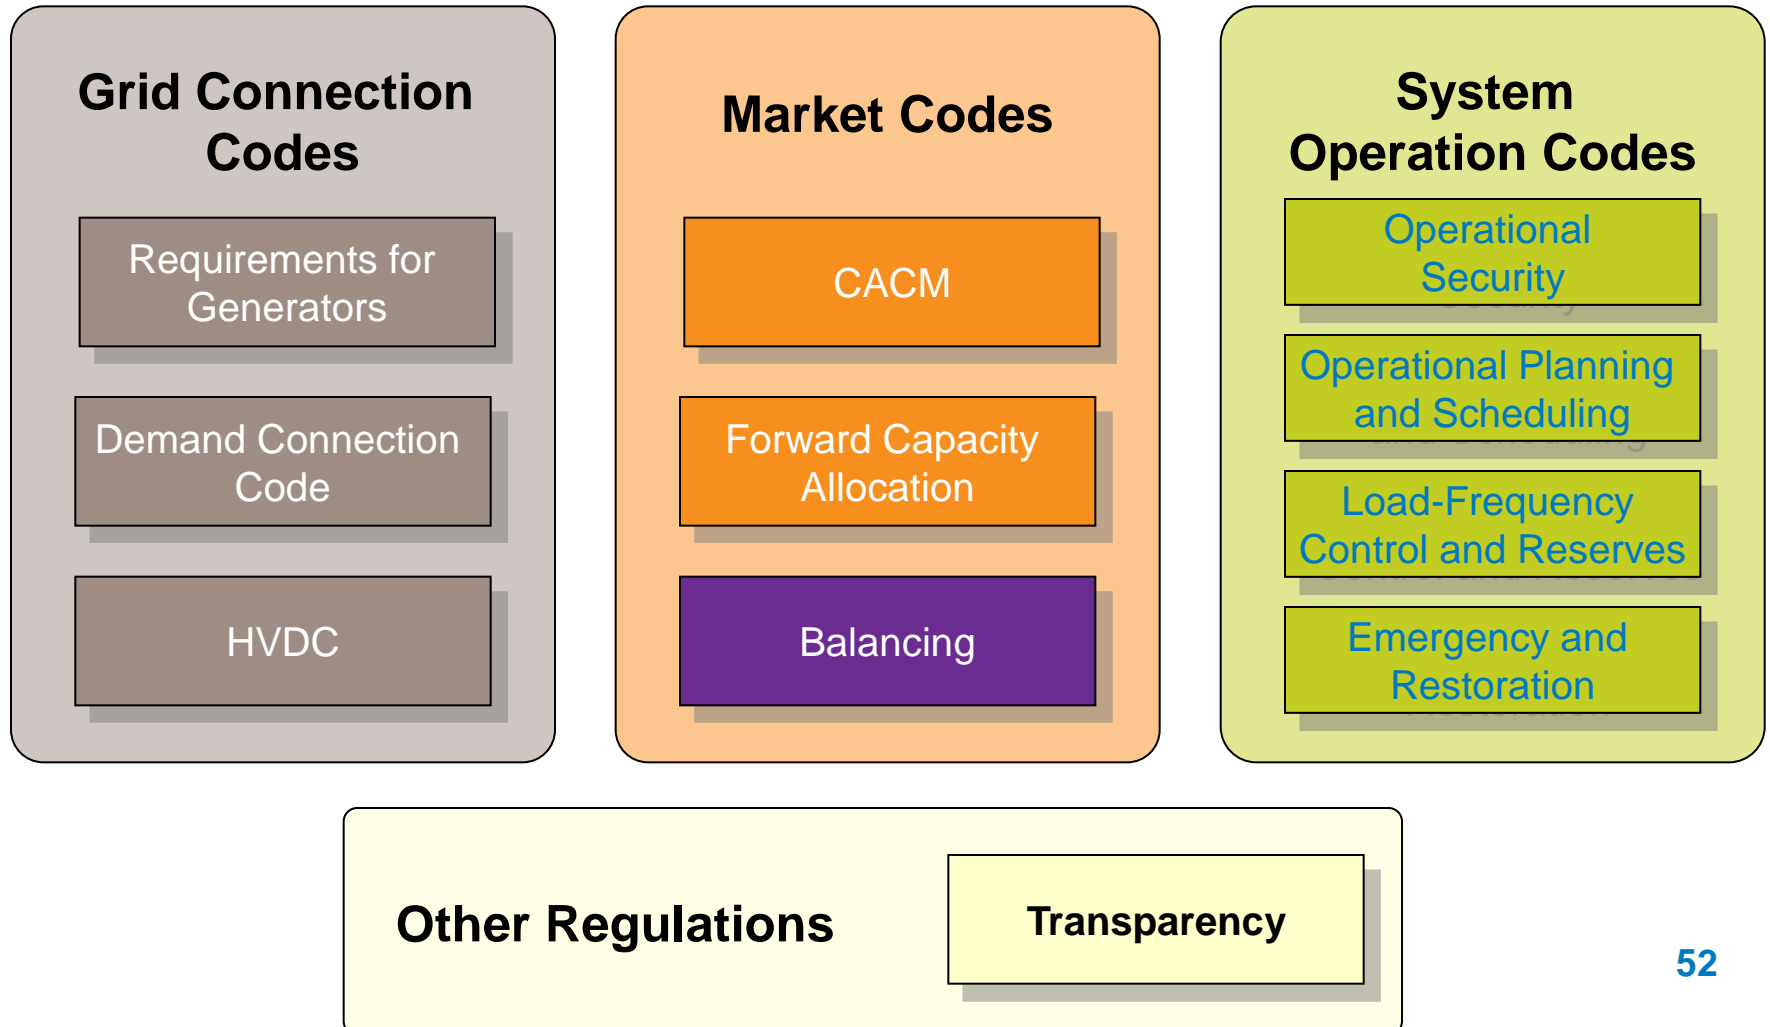 Grid Connection
Codes
Requirements for
Generators
Demand Connection
Code
HVDC
Market Codes
CACM
Forward Capacity
Allocation
Balancing
System
Operation Codes
Operational
Security
Operational Planning
and Scheduling
Load-Frequency
Control and Reserves
Emergency and
Restoration
Other Regulations
Transparency
52